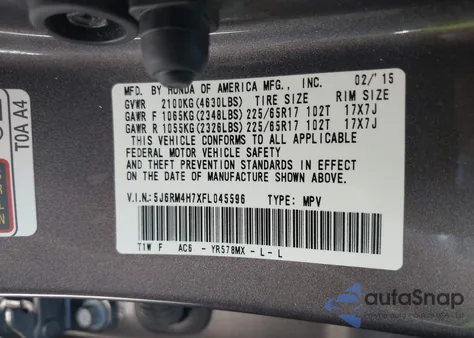 MFD. BY HONDA OF AMERICA MFG., INC. 02/'15
GVWR 2100KG(4630LBS) TIRE SIZE RIM SIZE
GAWR F 1065KG(2348LBS)225/65R17 102T 17X7J
GAWR R 1055KG(2326LBS)225/65R17 102T 17X7J
THIS VEHICLE CONFORMS TO ALL APPLICABLE
FEDERAL MOTOR VEHICLE SAFETY
AND THEFT PREVENTION STANDARDS IN EFFECT
ON THE DATE OF MANUFACTURE SHOWN ABOVE.
V.I.N.: 5J6RM4H7XFL045596 TYPE: MPV
T1W F AC6 - YR578MX - L - L
T0A A4
autaSnap